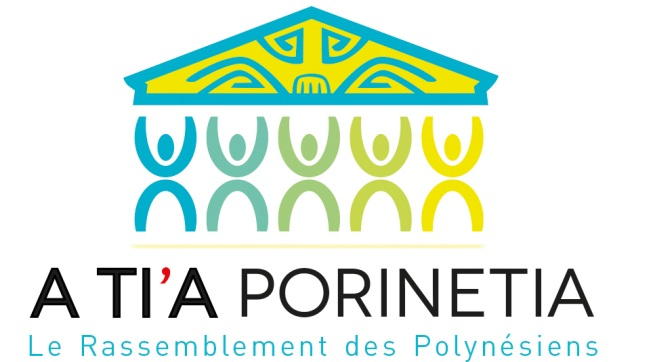 A TI'A PORINETIA
Le Rassemblement des Polynésiens